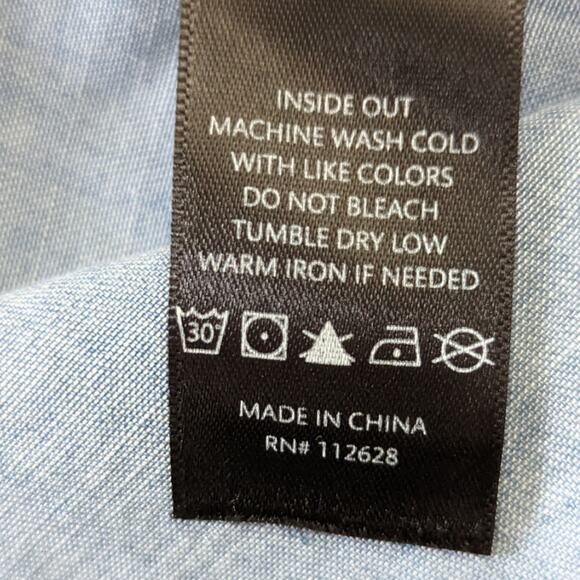 INSIDE OUT
MACHINE WASH COLD
WITH LIKE COLORS
DO NOT BLEACH
TUMBLE DRY LOW
WARM IRON IF NEEDED
30°
MADE IN CHINA
RN# 112628